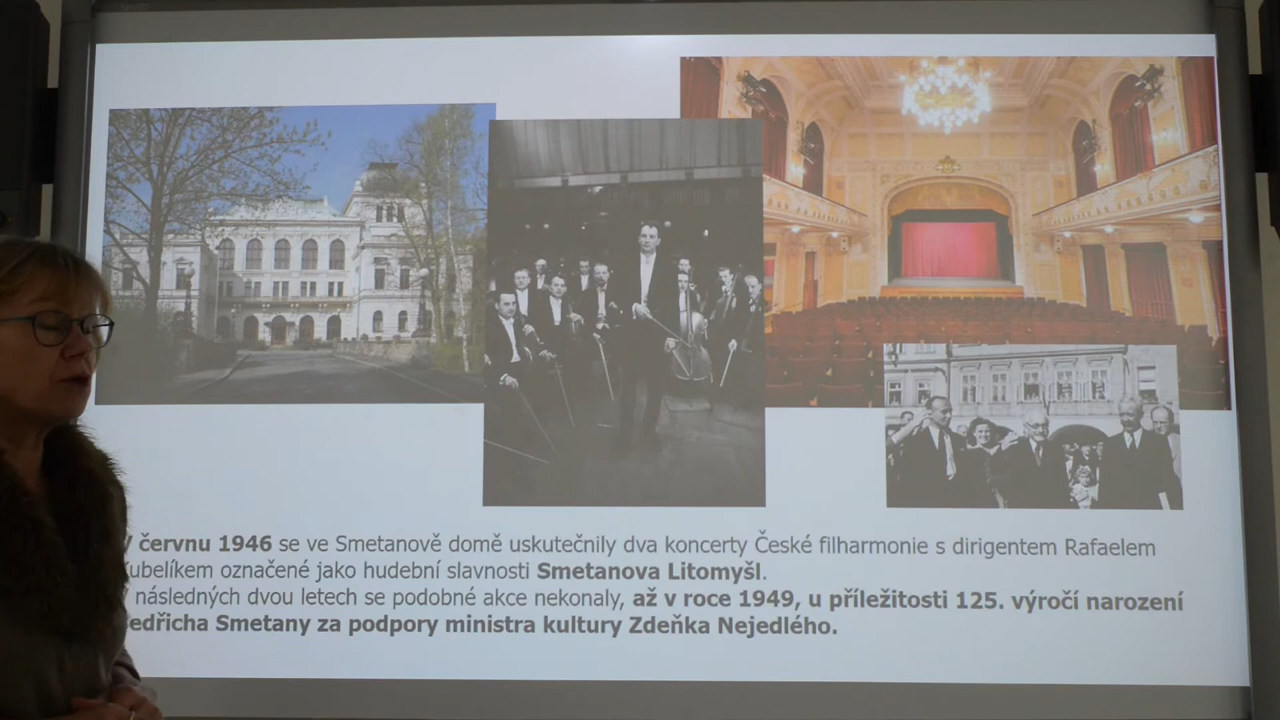 V červnu 1946 se ve Smetanově domě uskutečnily dva koncerty České filharmonie s dirigentem Rafaelem
ubelíkem označené jako hudební slavnosti Smetanova Litomyšl.
V následných dvou letech se podobné akce nekonaly, až v roce 1949, u příležitosti 125. výročí narození
edřicha Smetany za podpory ministra kultury Zdeňka Nejedlého.